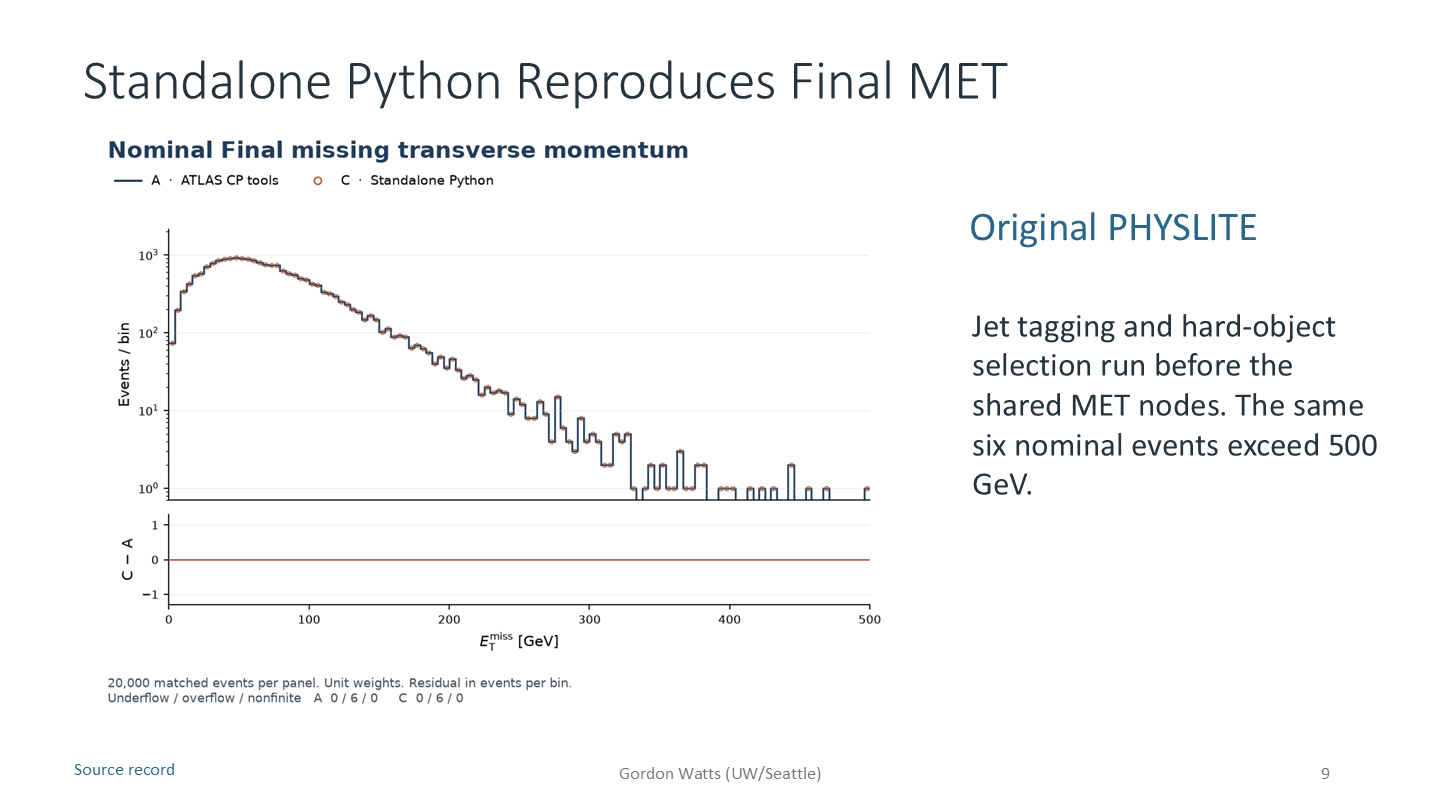 Standalone Python Reproduces Final MET
Nominal Final missing transverse momentum
A · ATLAS CP tools
C · Standalone Python
Original PHYSLITE
Jet tagging and hard-object
selection run before the
shared MET nodes. The same
six nominal events exceed 500
GeV.
Events / bin
10³
10²
10¹
10⁰
C − A
1
0
−1
0 100 200 300 400 500
E_T^miss [GeV]
20,000 matched events per panel. Unit weights. Residual in events per bin.
Underflow / overflow / nonfinite A 0 / 6 / 0 C 0 / 6 / 0
Source record
Gordon Watts (UW/Seattle)
9